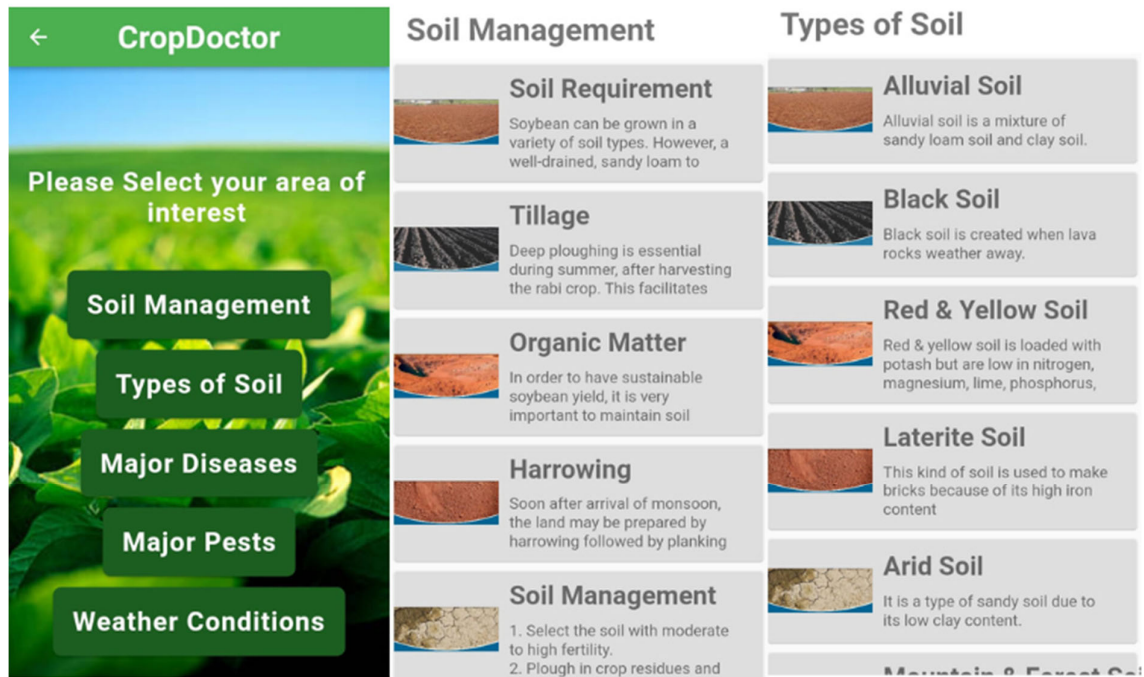 CropDoctor
Please Select your area of
interest
Soil Management
Types of Soil
Major Diseases
Major Pests
Weather Conditions
Soil Management
Soil Requirement
Soybean can be grown in a
variety of soil types. However, a
well-drained, sandy loam to
Tillage
Deep ploughing is essential
during summer, after harvesting
the rabi crop. This facilitates
Organic Matter
In order to have sustainable
soybean yield, it is very
important to maintain soil
Harrowing
Soon after arrival of monsoon,
the land may be prepared by
harrowing followed by planking
Soil Management
1. Select the soil with moderate
to high fertility.
2. Plough in crop residues and
Types of Soil
Alluvial Soil
Alluvial soil is a mixture of
sandy loam soil and clay soil.
Black Soil
Black soil is created when lava
rocks weather away.
Red & Yellow Soil
Red & yellow soil is loaded with
potash but are low in nitrogen,
magnesium, lime, phosphorus,
Laterite Soil
This kind of soil is used to make
bricks because of its high iron
content
Arid Soil
It is a type of sandy soil due to
its low clay content.
Mountain & Forest Soi